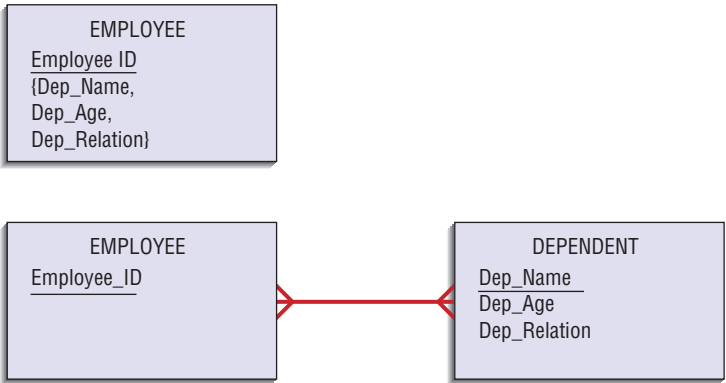 EMPLOYEE
Employee ID
{Dep_Name,
Dep_Age,
Dep_Relation}
EMPLOYEE
Employee_ID
DEPENDENT
Dep_Name
Dep_Age
Dep_Relation